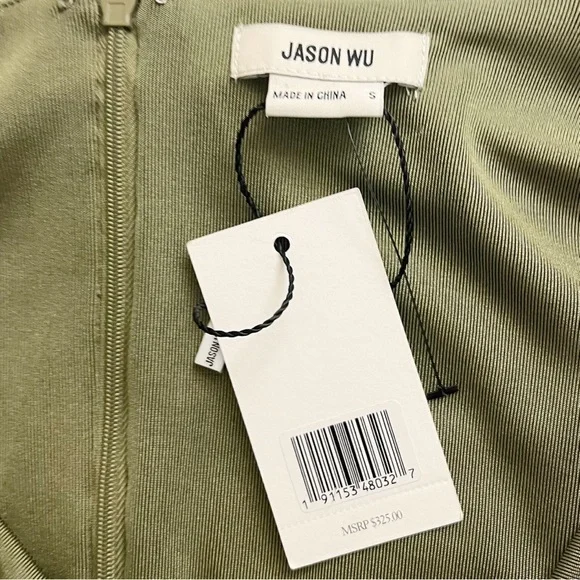 JASON WU
MADE IN CHINA S
JASON
1 91153 48032 7
MSRP $325.00